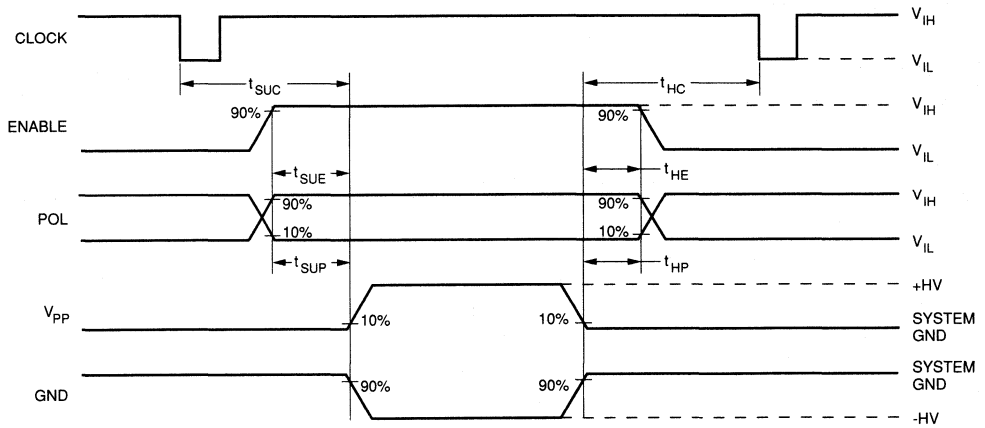 CLOCK
V_IH
V_IL
t_SUC
t_HC
ENABLE
90%
90%
V_IH
V_IL
t_SUE
t_HE
POL
90%
10%
90%
10%
V_IH
V_IL
t_SUP
t_HP
V_PP
10%
10%
+HV
SYSTEM
GND
GND
90%
90%
SYSTEM
GND
-HV